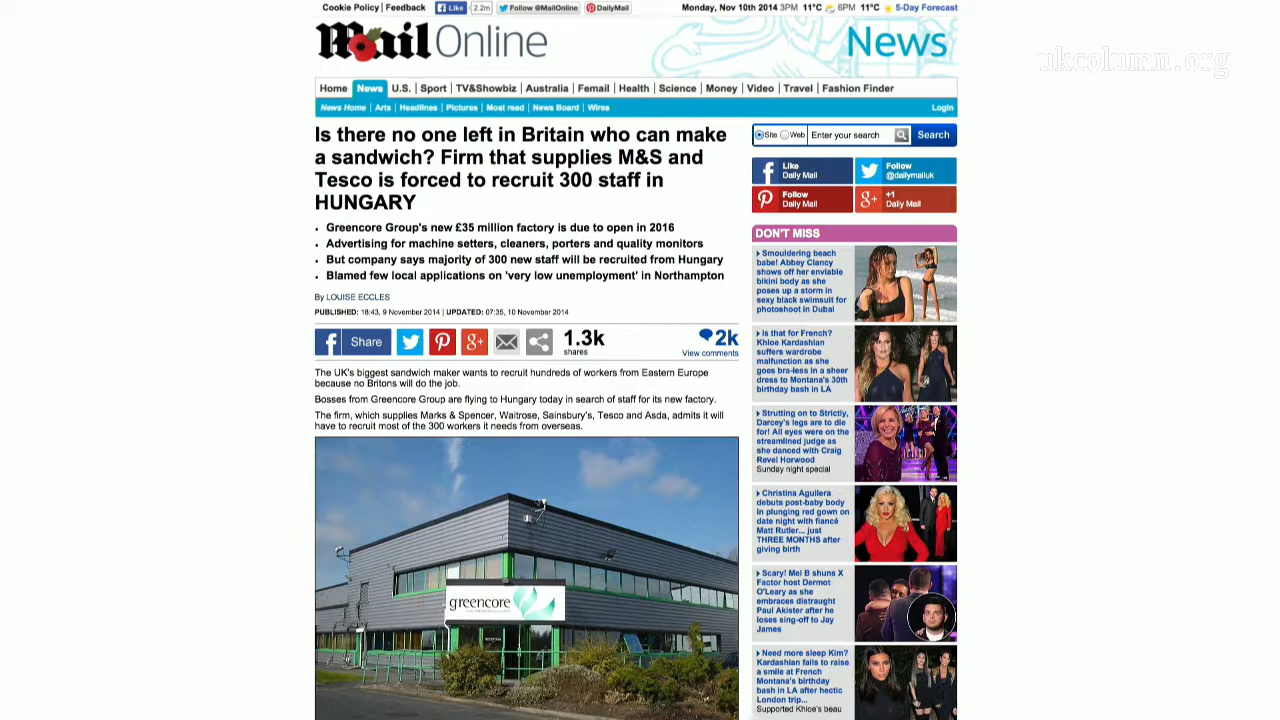 Cookie Policy | Feedback
Like
2.2m
Follow @MailOnline
DailyMail
Monday, Nov 10th 2014 3PM 11°C 6PM 11°C 5-Day Forecast
Mail Online
News
ukcolumn.org
Home News U.S. | Sport | TV&Showbiz | Australia | Femail | Health | Science | Money | Video | Travel | Fashion Finder
News Home | Arts | Headlines | Pictures | Most read | News Board | Wires
Login
Is there no one left in Britain who can make
a sandwich? Firm that supplies M&S and
Tesco is forced to recruit 300 staff in
HUNGARY
• Greencore Group's new £35 million factory is due to open in 2016
• Advertising for machine setters, cleaners, porters and quality monitors
• But company says majority of 300 new staff will be recruited from Hungary
• Blamed few local applications on 'very low unemployment' in Northampton
By LOUISE ECCLES
PUBLISHED: 18:43, 9 November 2014 | UPDATED: 07:35, 10 November 2014
Share
1.3k
shares
2k
View comments
The UK's biggest sandwich maker wants to recruit hundreds of workers from Eastern Europe
because no Britons will do the job.
Bosses from Greencore Group are flying to Hungary today in search of staff for its new factory.
The firm, which supplies Marks & Spencer, Waitrose, Sainsbury's, Tesco and Asda, admits it will
have to recruit most of the 300 workers it needs from overseas.
greencore
Site Web Enter your search Search
Like
Daily Mail
Follow
@dailymailuk
Follow
Daily Mail
+1
Daily Mail
DON'T MISS
Smouldering beach
babe! Abbey Clancy
shows off her enviable
bikini body as she
poses up a storm in
sexy black swimsuit for
photoshoot in Dubai
Is that for French?
Khloe Kardashian
suffers wardrobe
malfunction as she
goes bra-less in a sheer
dress to Montana's 30th
birthday bash in LA
Strutting on to Strictly,
Darcey's legs are to die
for! All eyes were on the
streamlined judge as
she danced with Craig
Revel Horwood
Sunday night special
Christina Aguilera
debuts post-baby body
in plunging red gown on
date night with fiancé
Matt Rutler... just
THREE MONTHS after
giving birth
Scary! Mel B shuns X
Factor host Dermot
O'Leary as she
embraces distraught
Paul Akister after he
loses sing-off to Jay
James
Need more sleep Kim?
Kardashian fails to raise
a smile at French
Montana's birthday
bash in LA after hectic
London trip...
Supported Khloe's beau